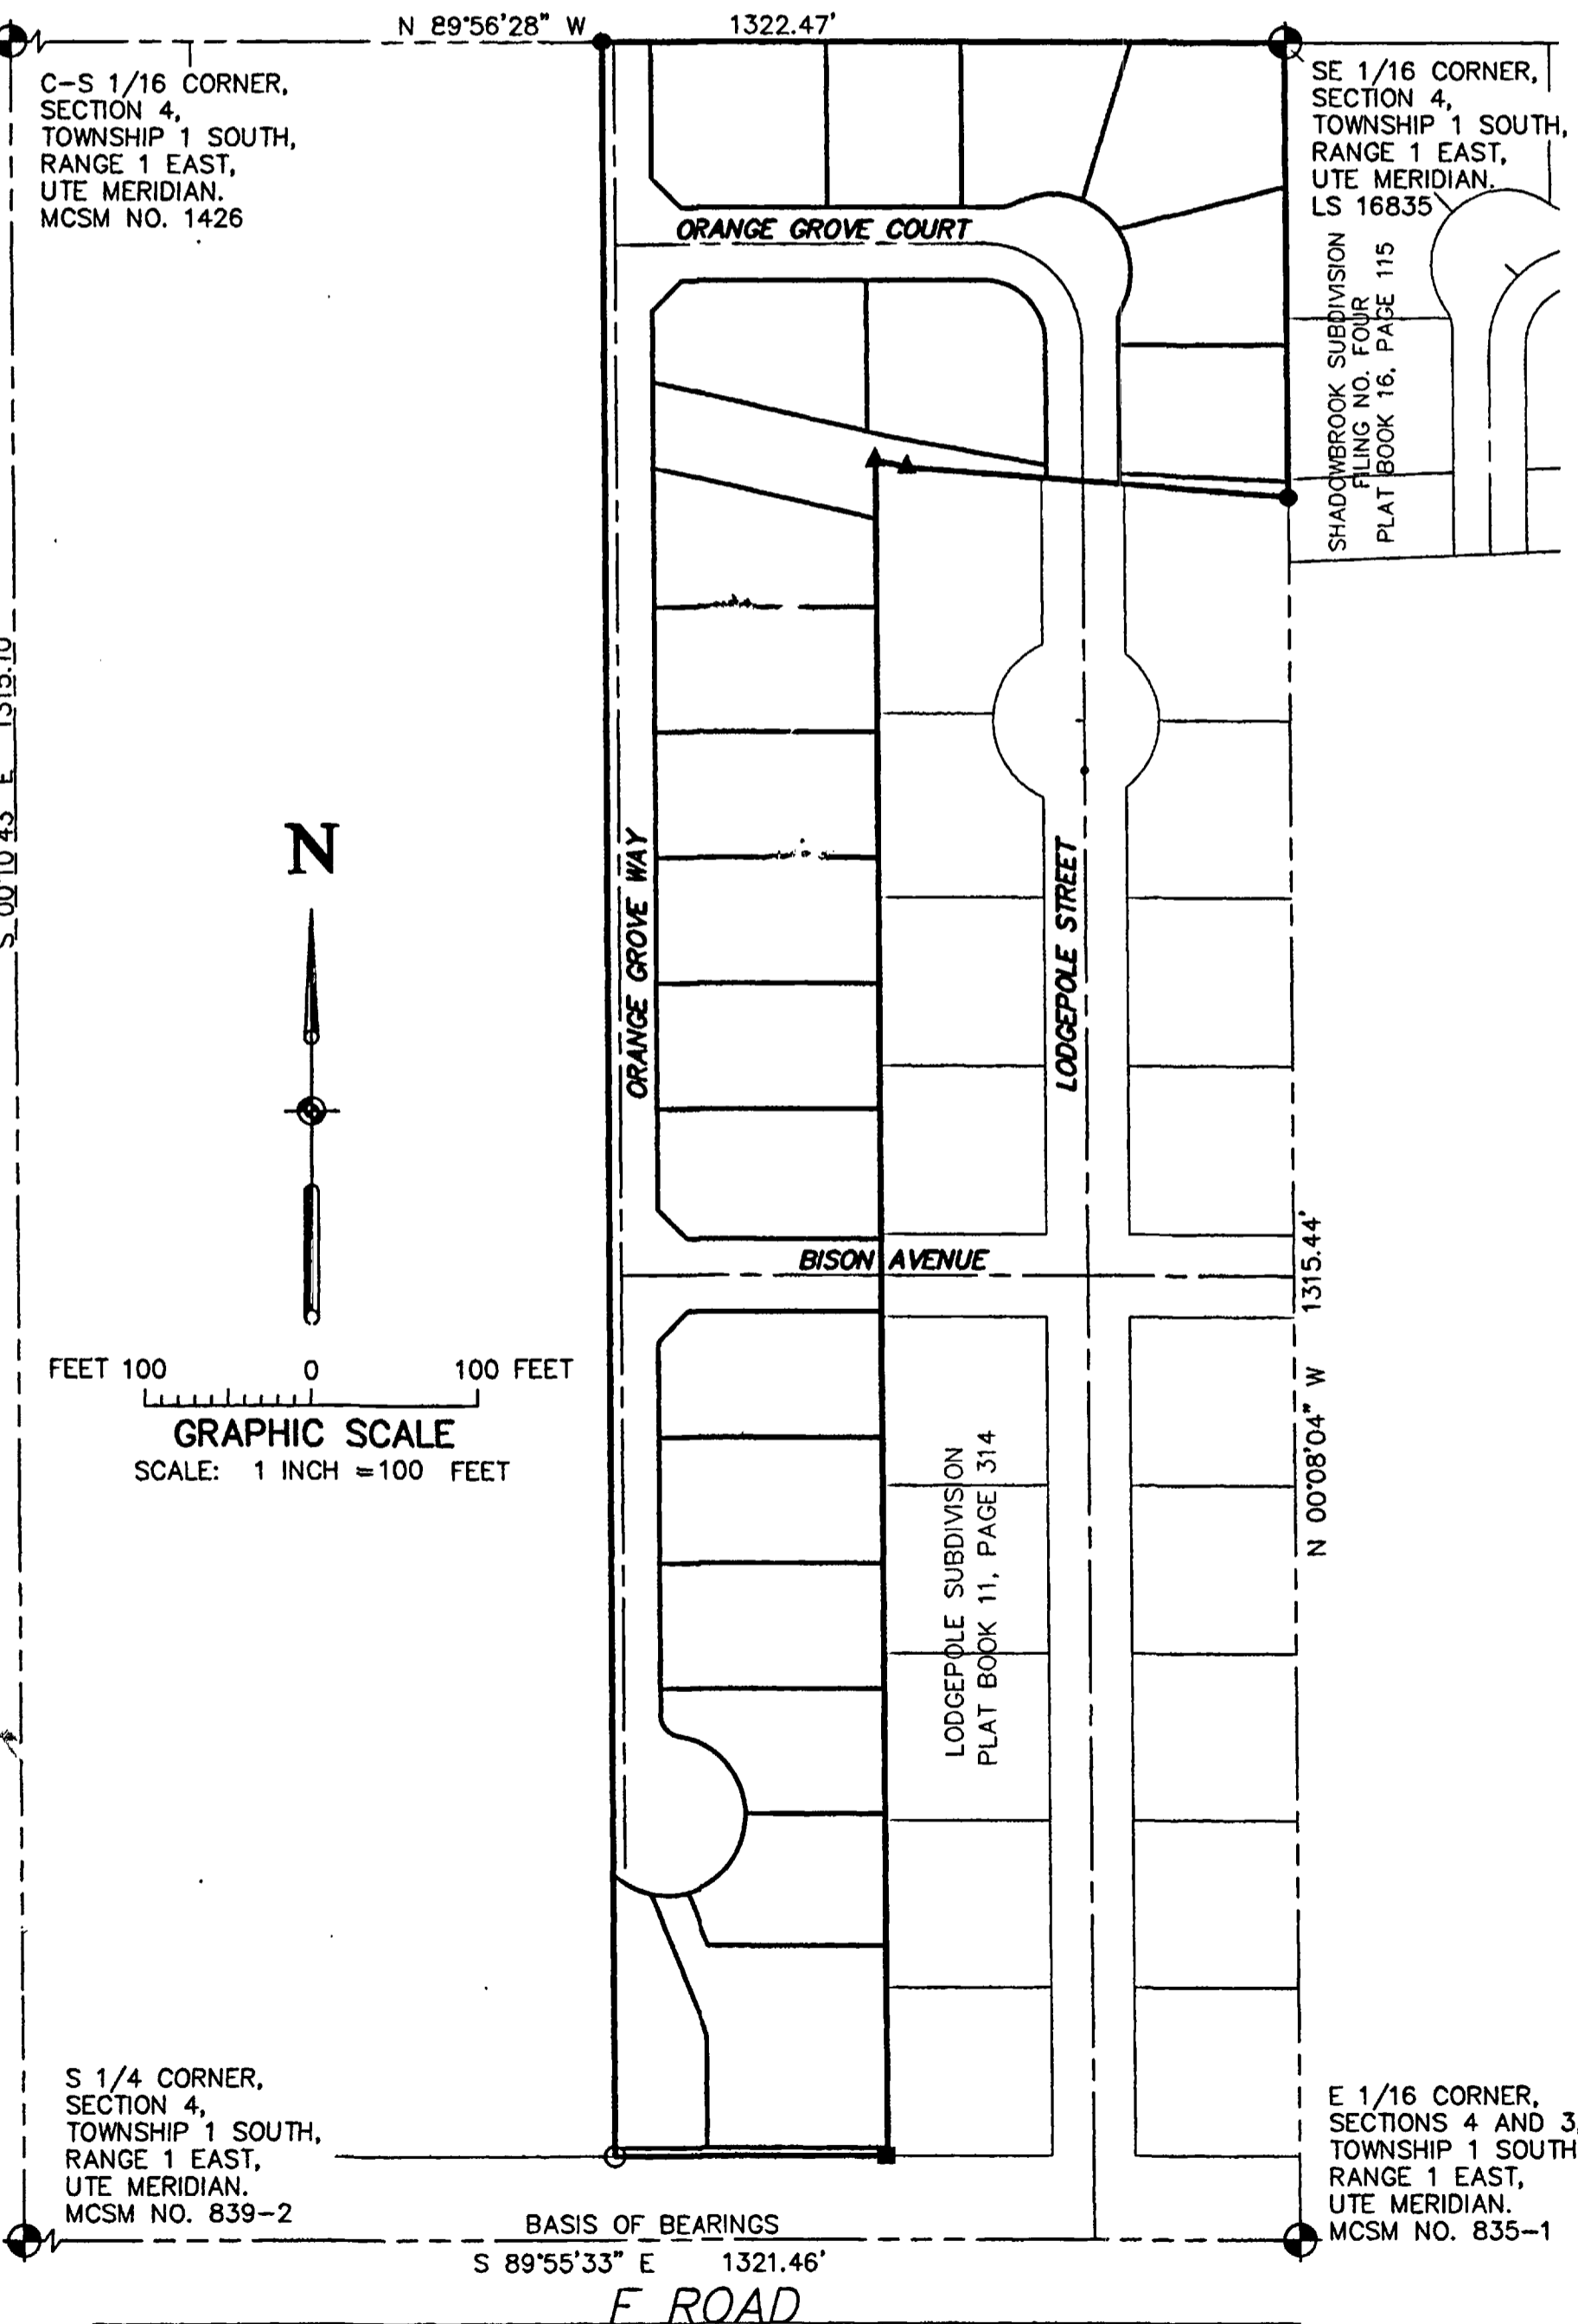 N 89°56'28" W 1322.47'
C-S 1/16 CORNER,
SECTION 4,
TOWNSHIP 1 SOUTH,
RANGE 1 EAST,
UTE MERIDIAN.
MCSM NO. 1426
SE 1/16 CORNER,
SECTION 4,
TOWNSHIP 1 SOUTH,
RANGE 1 EAST,
UTE MERIDIAN.
LS 16835
ORANGE GROVE COURT
SHADOWBROOK SUBDIVISION
FILING NO. FOUR
PLAT BOOK 16, PAGE 115
S 00°10'43" E 1315.10'
N
ORANGE GROVE WAY
LODGEPOLE STREET
BISON AVENUE
N 00°08'04" W 1315.44'
FEET 100 0 100 FEET
GRAPHIC SCALE
SCALE: 1 INCH =100 FEET
LODGEPOLE SUBDIVISION
PLAT BOOK 11, PAGE 314
S 1/4 CORNER,
SECTION 4,
TOWNSHIP 1 SOUTH,
RANGE 1 EAST,
UTE MERIDIAN.
MCSM NO. 839-2
E 1/16 CORNER,
SECTIONS 4 AND 3,
TOWNSHIP 1 SOUTH
RANGE 1 EAST,
UTE MERIDIAN.
MCSM NO. 835-1
BASIS OF BEARINGS
S 89°55'33" E 1321.46'
F ROAD